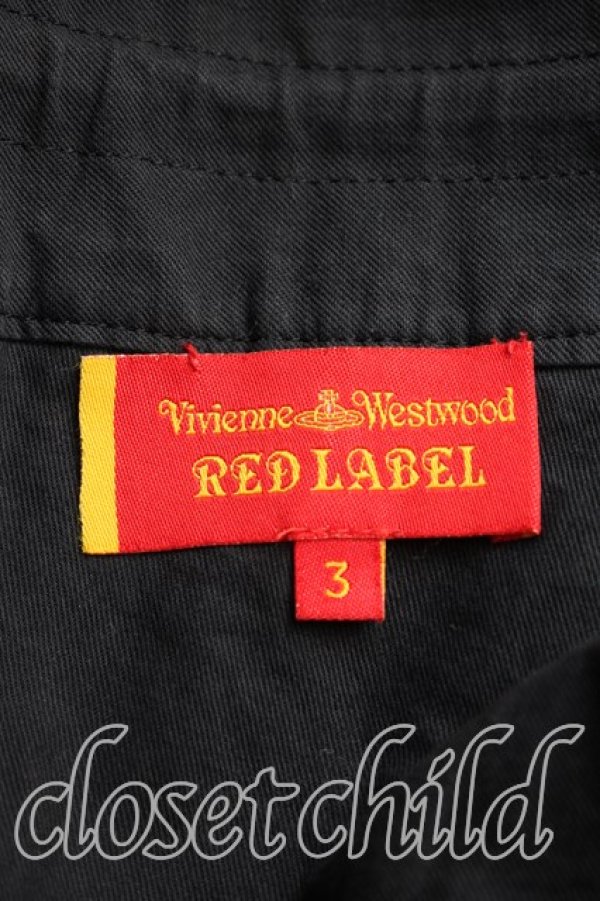 Vivienne Westwood
RED LABEL
3
closet child